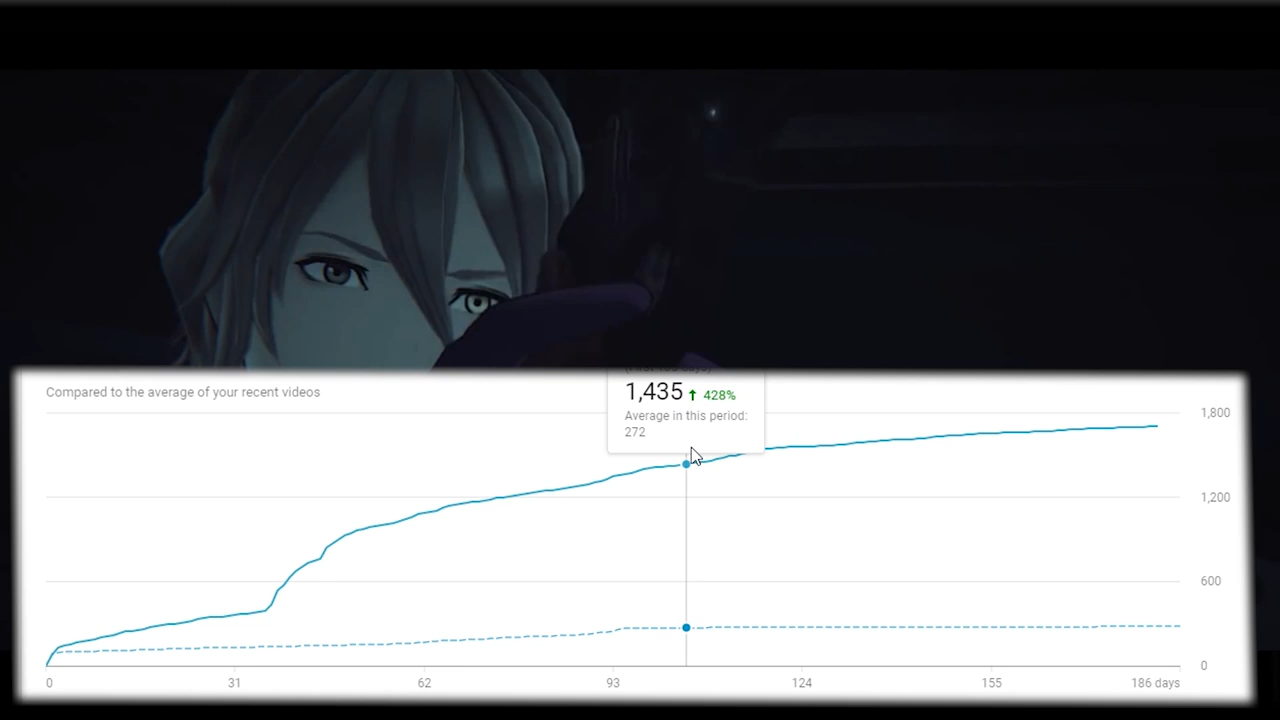 Compared to the average of your recent videos
1,435 ↑ 428%
Average in this period:
272
1,800
1,200
600
0
0 31 62 93 124 155 186 days